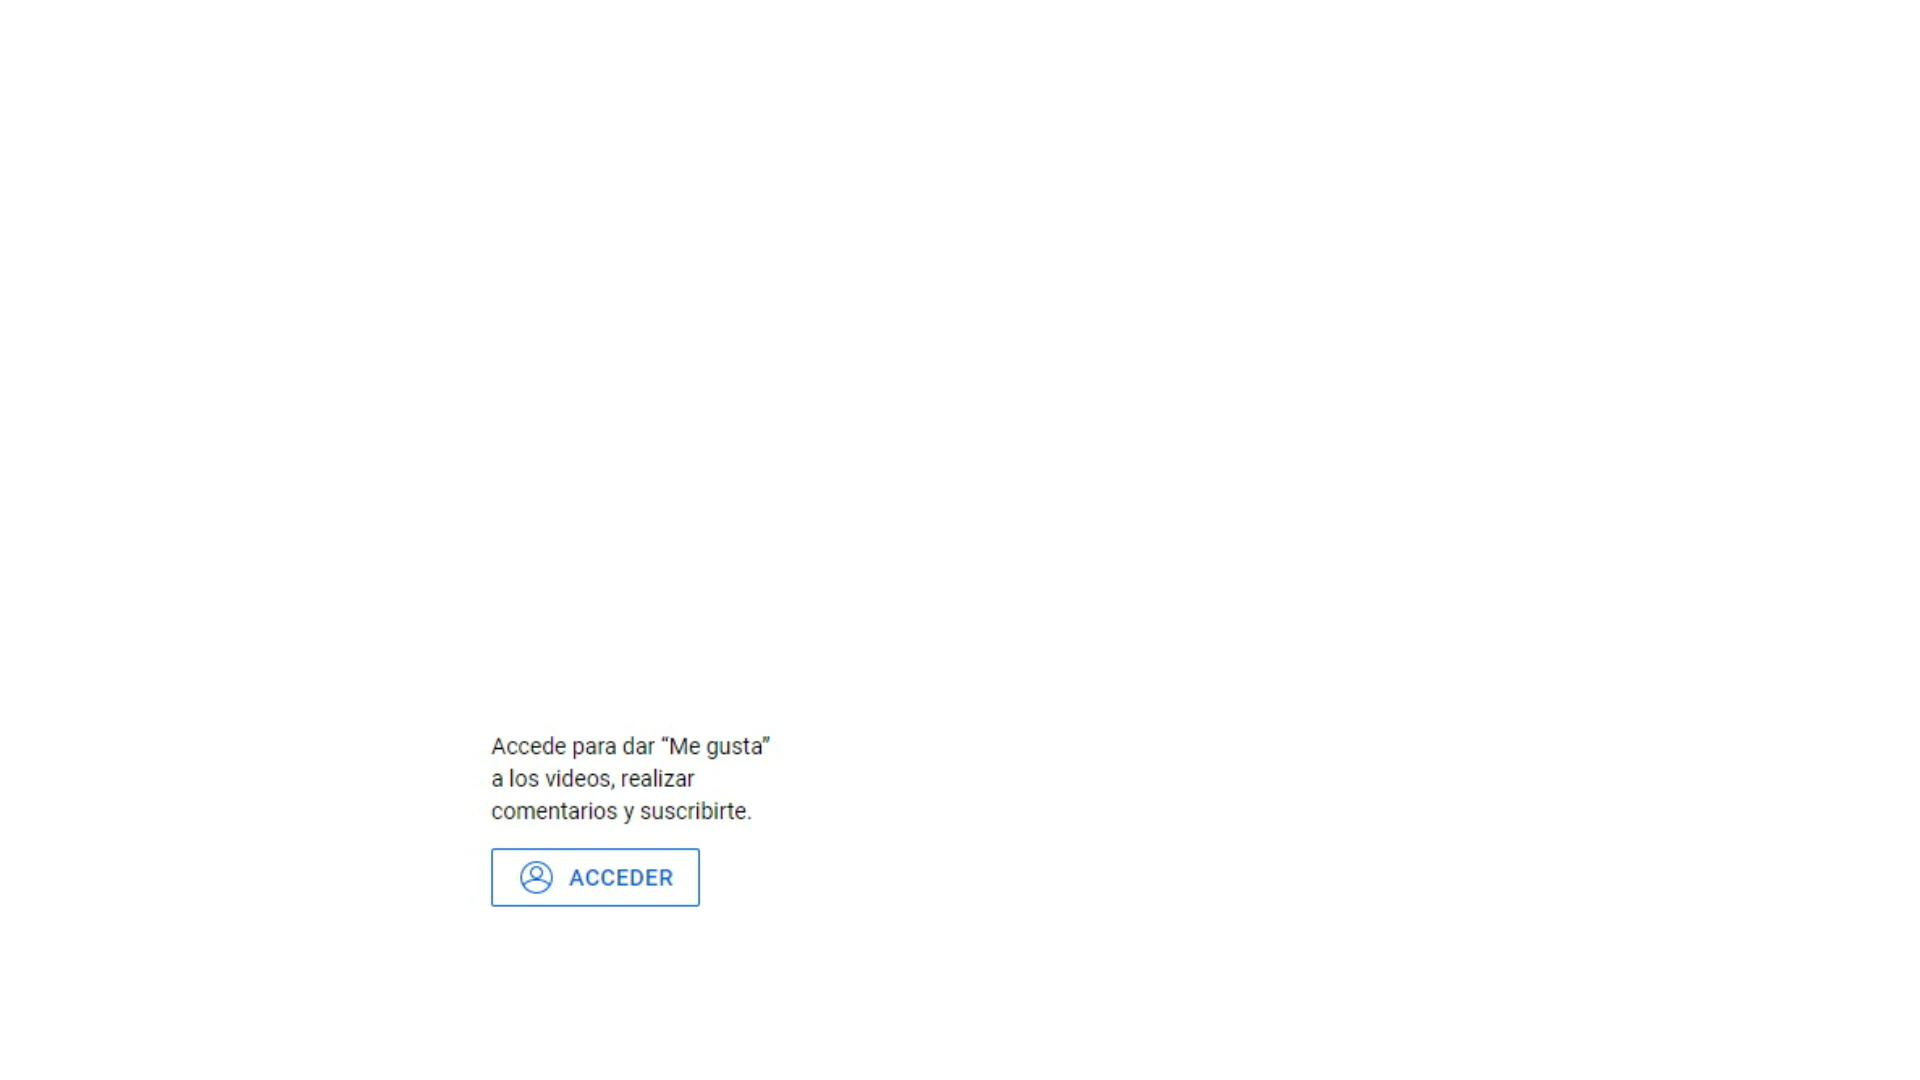 Accede para dar “Me gusta”
a los videos, realizar
comentarios y suscribirte.
ACCEDER